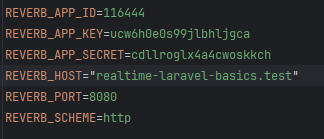 REVERB_APP_ID=116444
REVERB_APP_KEY=ucw6h0e0s99jlbhljgca
REVERB_APP_SECRET=cdllroglx4a4cwoskkch
REVERB_HOST="realtime-laravel-basics.test"
REVERB_PORT=8080
REVERB_SCHEME=http